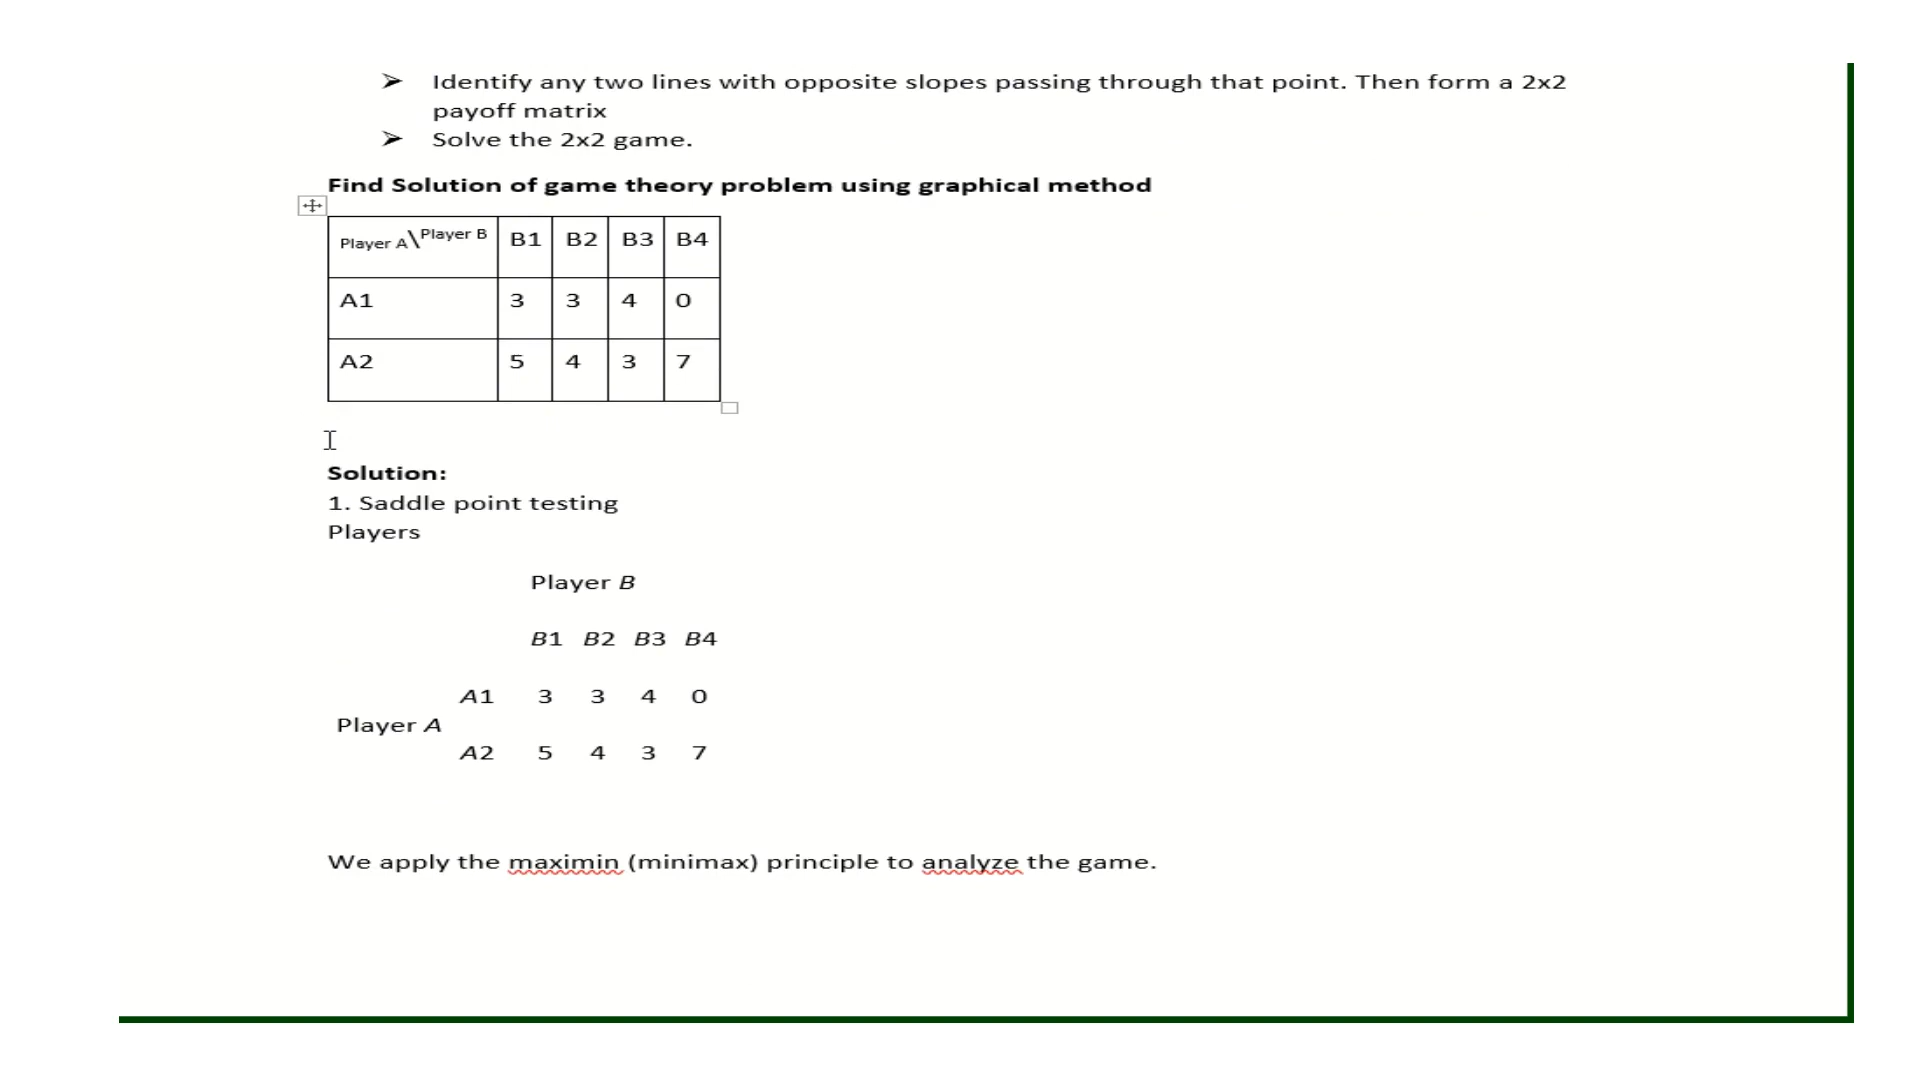 ➤ Identify any two lines with opposite slopes passing through that point. Then form a 2x2
payoff matrix
➤ Solve the 2x2 game.
Find Solution of game theory problem using graphical method
Player A\Player B B1 B2 B3 B4
A1 3 3 4 0
A2 5 4 3 7
Solution:
1. Saddle point testing
Players
Player B
B1 B2 B3 B4
A1 3 3 4 0
Player A
A2 5 4 3 7
We apply the maximin (minimax) principle to analyze the game.